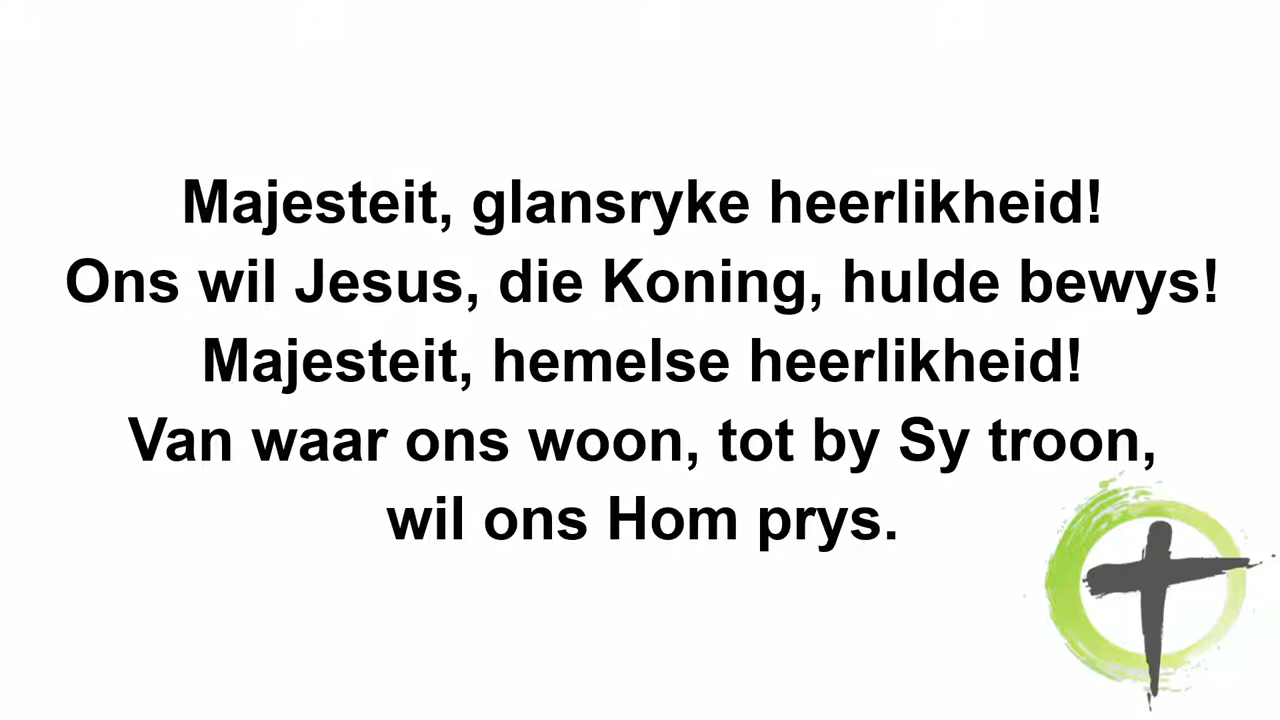 Majesteit, glansryke heerlikheid!
Ons wil Jesus, die Koning, hulde bewys!
Majesteit, hemelse heerlikheid!
Van waar ons woon, tot by Sy troon,
wil ons Hom prys.